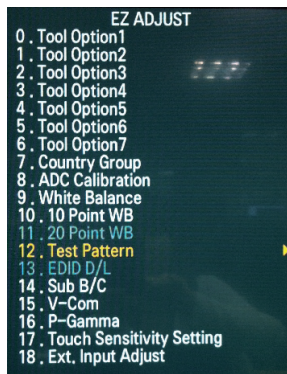 EZ ADJUST
0 . Tool Option1
1 . Tool Option2
2 . Tool Option3
3 . Tool Option4
4 . Tool Option5
5 . Tool Option6
6 . Tool Option7
7 . Country Group
8 . ADC Calibration
9 . White Balance
10 . 10 Point WB
11 . 20 Point WB
12 . Test Pattern
13 . EDID D/L
14 . Sub B/C
15 . V-Com
16 . P-Gamma
17 . Touch Sensitivity Setting
18 . Ext. Input Adjust